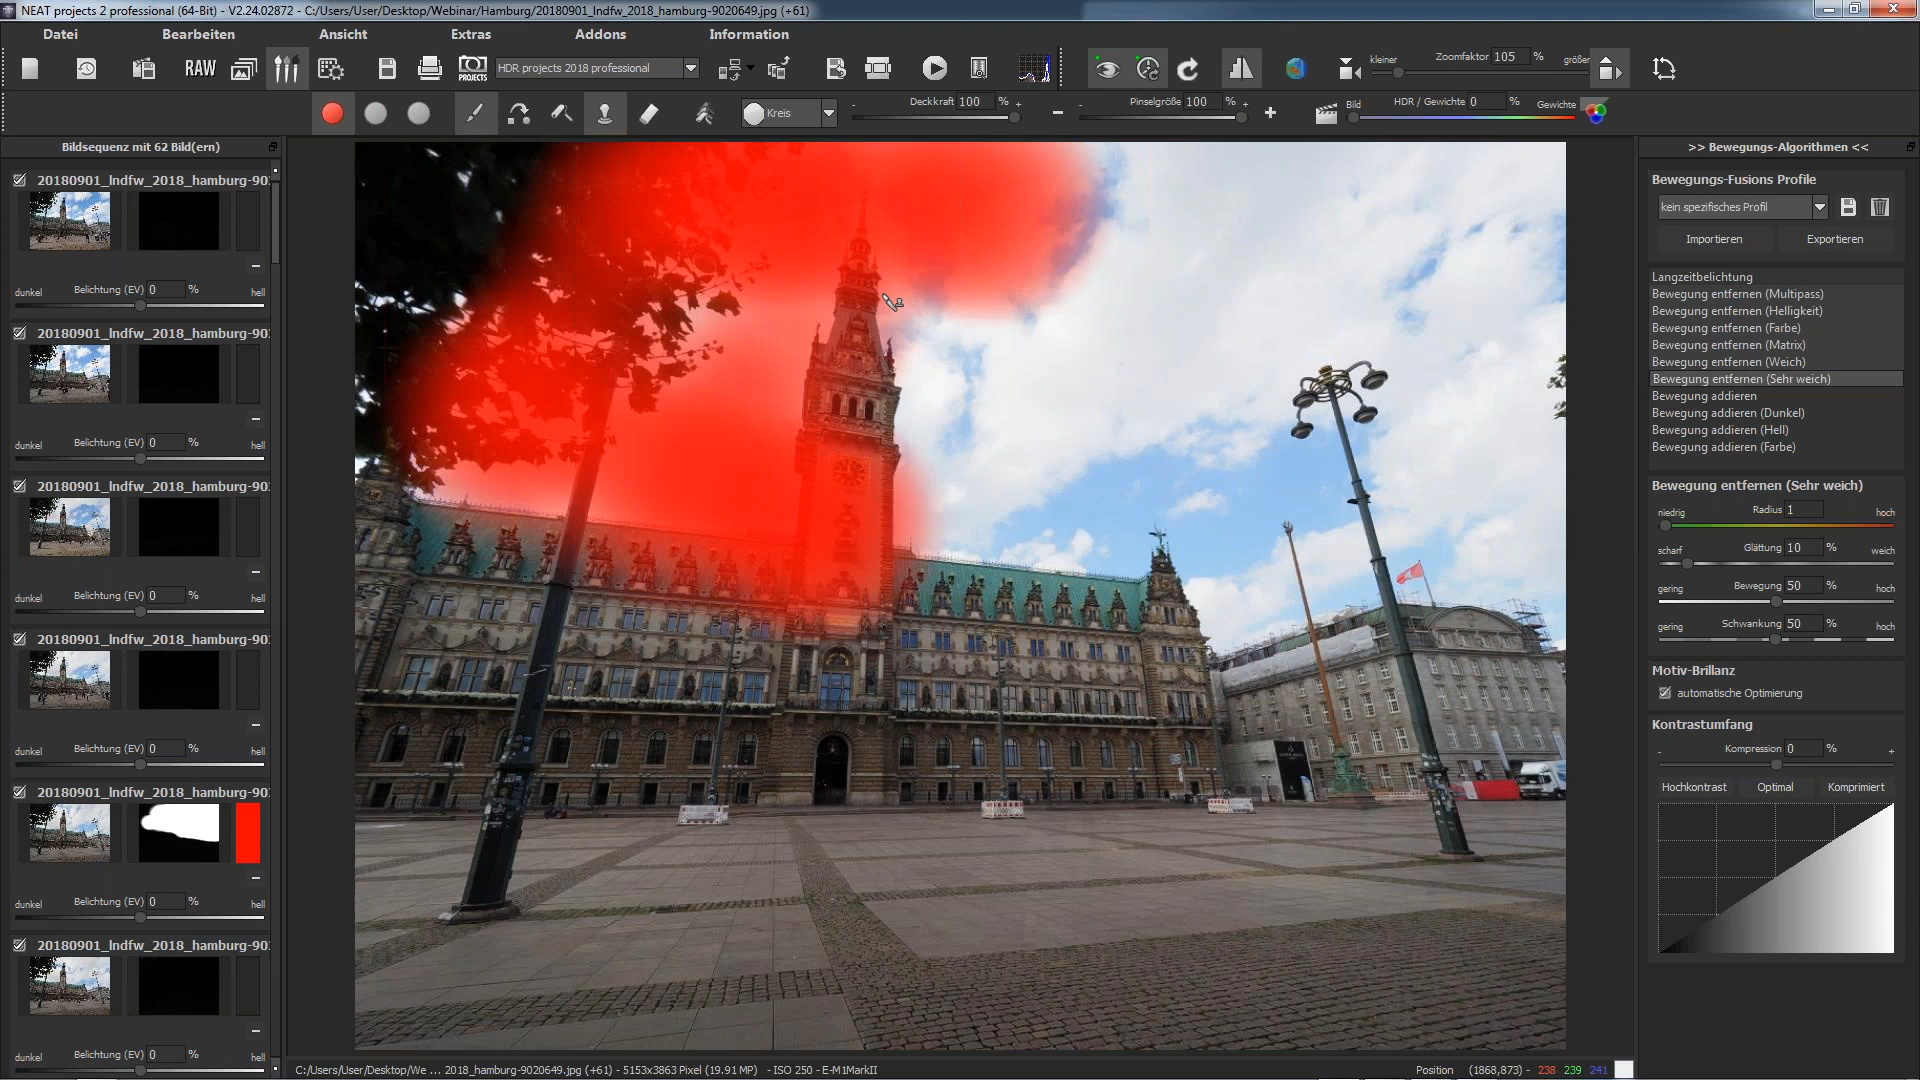 NEAT projects 2 professional (64-Bit) - V2.24.02872 - C:/Users/User/Desktop/Webinar/Hamburg/20180901_lndfw_2018_hamburg-9020649.jpg (+61)
Datei Bearbeiten Ansicht Extras Addons Information
RAW PROJECTS HDR projects 2018 professional kleiner Zoomfaktor 105 % größer
Kreis - Deckkraft 100 % + - Pinselgröße 100 % + Bild HDR / Gewichte 0 % Gewichte
Bildsequenz mit 62 Bild(ern)
20180901_lndfw_2018_hamburg-902
dunkel Belichtung (EV) 0 % hell
20180901_lndfw_2018_hamburg-902
dunkel Belichtung (EV) 0 % hell
20180901_lndfw_2018_hamburg-902
dunkel Belichtung (EV) 0 % hell
20180901_lndfw_2018_hamburg-902
dunkel Belichtung (EV) 0 % hell
20180901_lndfw_2018_hamburg-902
dunkel Belichtung (EV) 0 % hell
20180901_lndfw_2018_hamburg-902
dunkel Belichtung (EV) 0 % hell
>> Bewegungs-Algorithmen <<
Bewegungs-Fusions Profile
kein spezifisches Profil
Importieren Exportieren
Langzeitbelichtung
Bewegung entfernen (Multipass)
Bewegung entfernen (Helligkeit)
Bewegung entfernen (Farbe)
Bewegung entfernen (Matrix)
Bewegung entfernen (Weich)
Bewegung entfernen (Sehr weich)
Bewegung addieren
Bewegung addieren (Dunkel)
Bewegung addieren (Hell)
Bewegung addieren (Farbe)
Bewegung entfernen (Sehr weich)
niedrig Radius 1 hoch
scharf Glättung 10 % weich
gering Bewegung 50 % hoch
gering Schwankung 50 % hoch
Motiv-Brillanz
automatische Optimierung
Kontrastumfang
- Kompression 0 % +
Hochkontrast Optimal Komprimiert
C:/Users/User/Desktop/We ... 2018_hamburg-9020649.jpg (+61) - 5153x3863 Pixel (19.91 MP) - ISO 250 - E-M1MarkII Position (1868,873) - 238 239 241